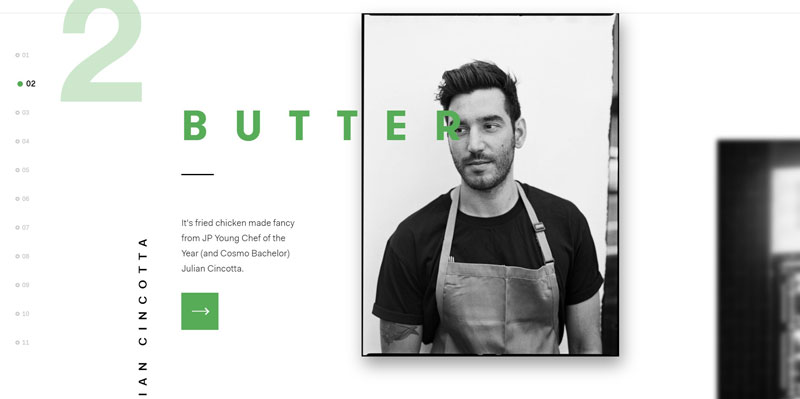 2
01
02
03
04
05
06
07
08
09
10
11
BUTTER
It's fried chicken made fancy
from JP Young Chef of the
Year (and Cosmo Bachelor)
Julian Cincotta.
IAN CINCOTTA